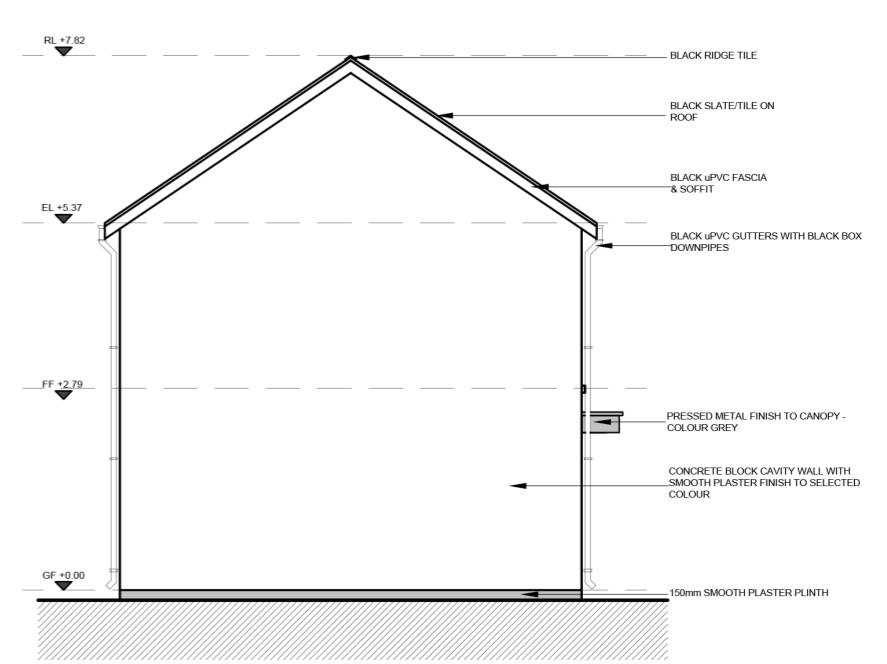 RL +7.82
BLACK RIDGE TILE
BLACK SLATE/TILE ON
ROOF
BLACK uPVC FASCIA
& SOFFIT
EL +5.37
BLACK uPVC GUTTERS WITH BLACK BOX
DOWNPIPES
FF +2.79
PRESSED METAL FINISH TO CANOPY -
COLOUR GREY
CONCRETE BLOCK CAVITY WALL WITH
SMOOTH PLASTER FINISH TO SELECTED
COLOUR
GF +0.00
150mm SMOOTH PLASTER PLINTH